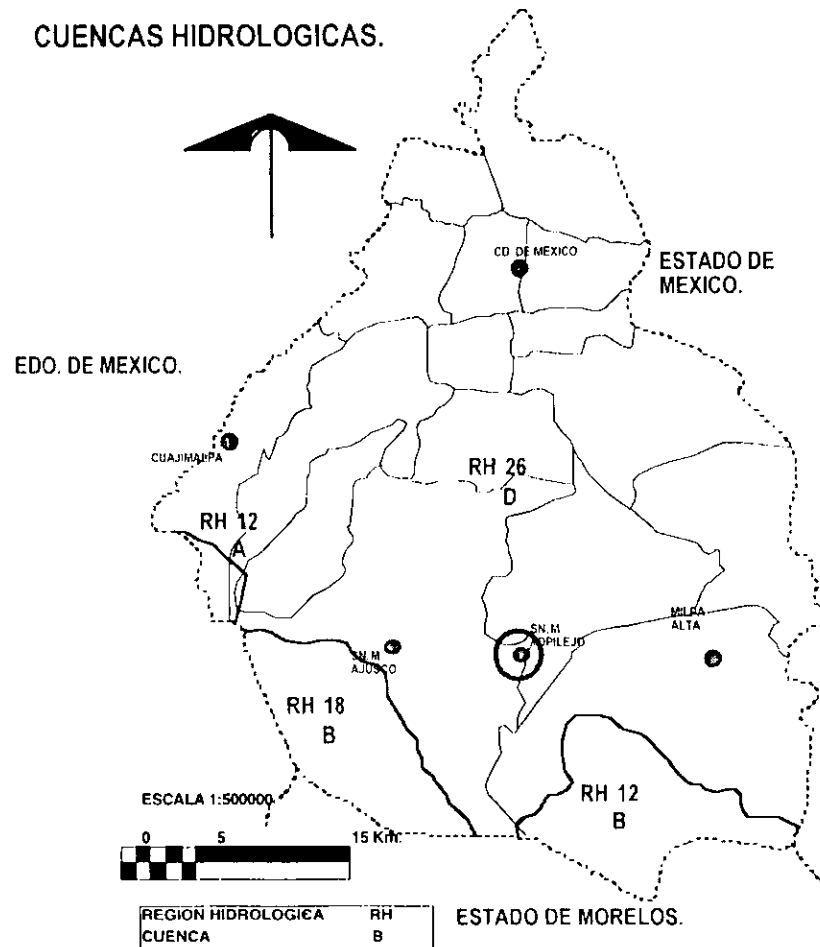 CUENCAS HIDROLOGICAS.
CD. DE MEXICO
ESTADO DE
MEXICO.
EDO. DE MEXICO.
CUAJIMALPA
RH 26
D
RH 12
A
SN. M
AJUSCO
SN. M
MILPA
ALTA
RH 18
B
RH 12
B
ESCALA 1:500000.
0 5 15 Km.
REGION HIDROLOGICA RH
CUENCA B
ESTADO DE MORELOS.